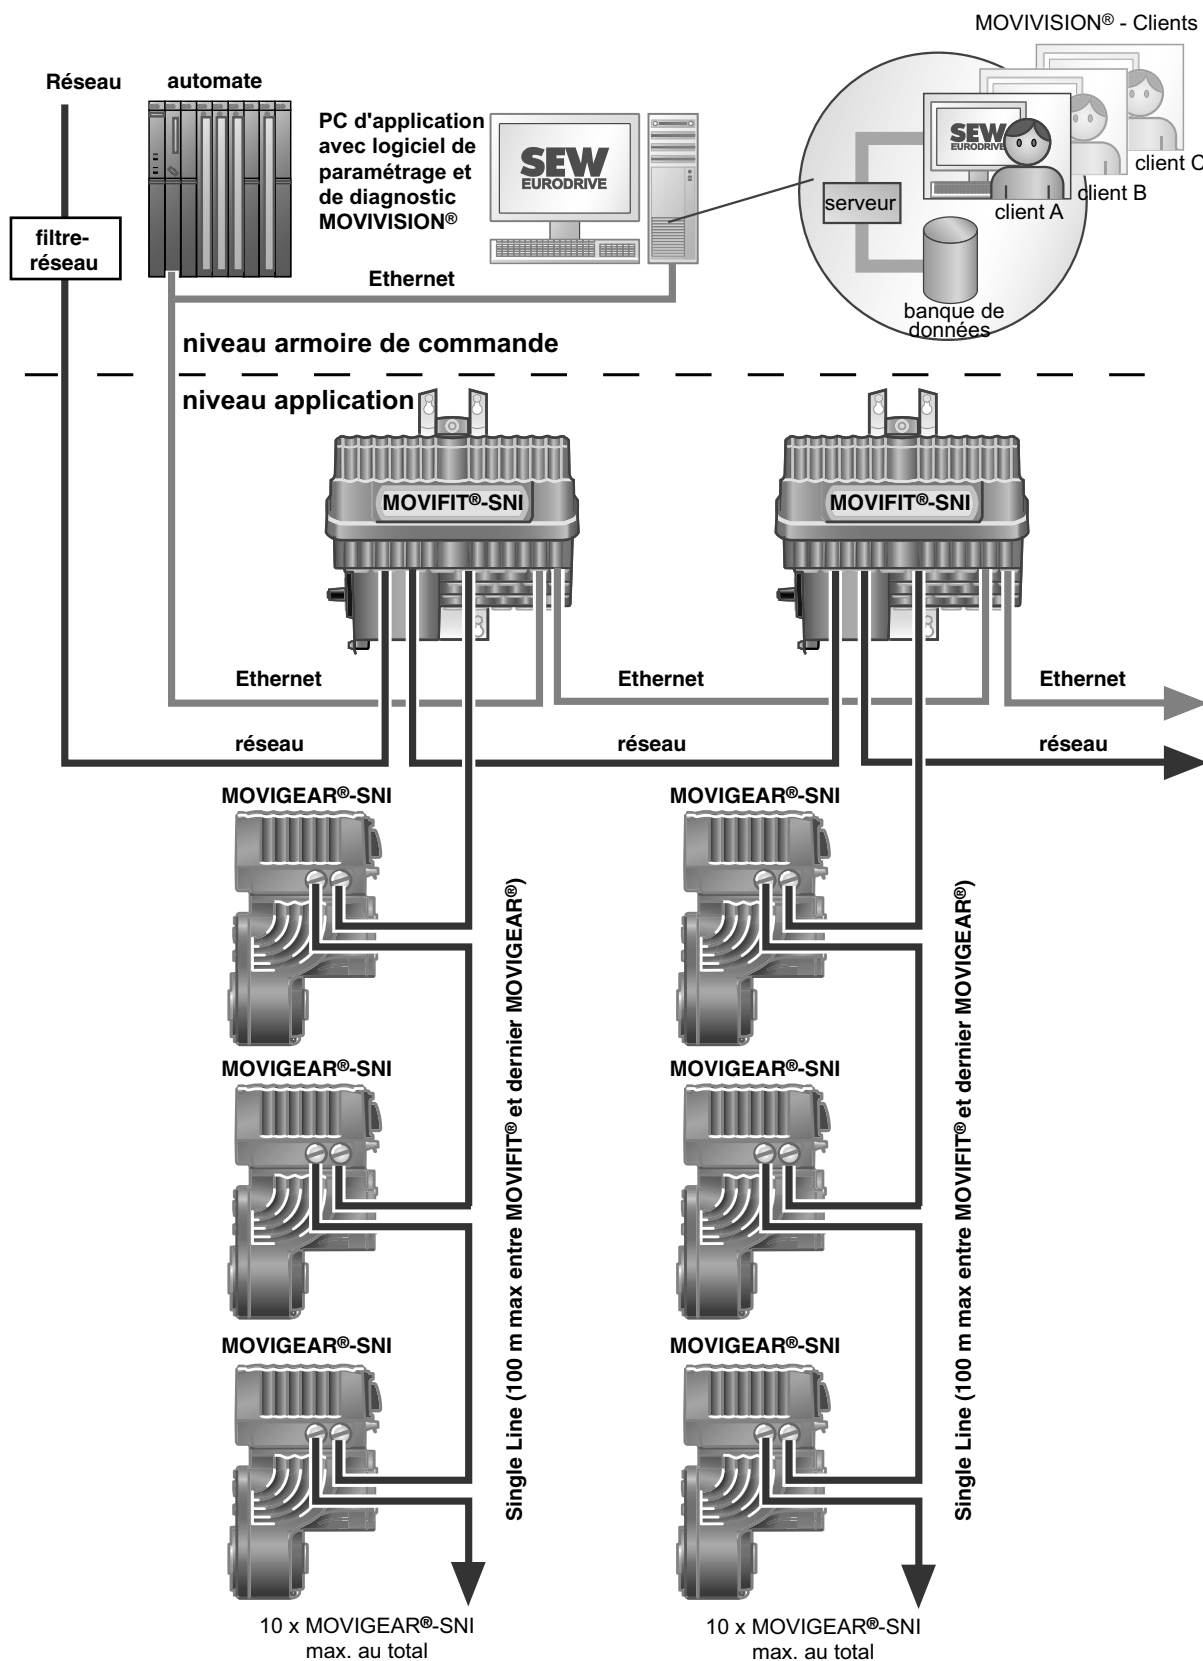 MOVIVISION® - Clients
Réseau
automate
PC d'application
avec logiciel de
paramétrage et
de diagnostic
MOVIVISION®
SEW
EURODRIVE
SEW
EURODRIVE
client C
client B
client A
serveur
banque de
données
filtre-
réseau
Ethernet
niveau armoire de commande
niveau application
MOVIFIT®-SNI
MOVIFIT®-SNI
Ethernet
Ethernet
Ethernet
réseau
réseau
réseau
MOVIGEAR®-SNI
MOVIGEAR®-SNI
Single Line (100 m max entre MOVIFIT® et dernier MOVIGEAR®)
Single Line (100 m max entre MOVIFIT® et dernier MOVIGEAR®)
MOVIGEAR®-SNI
MOVIGEAR®-SNI
MOVIGEAR®-SNI
MOVIGEAR®-SNI
10 x MOVIGEAR®-SNI
max. au total
10 x MOVIGEAR®-SNI
max. au total